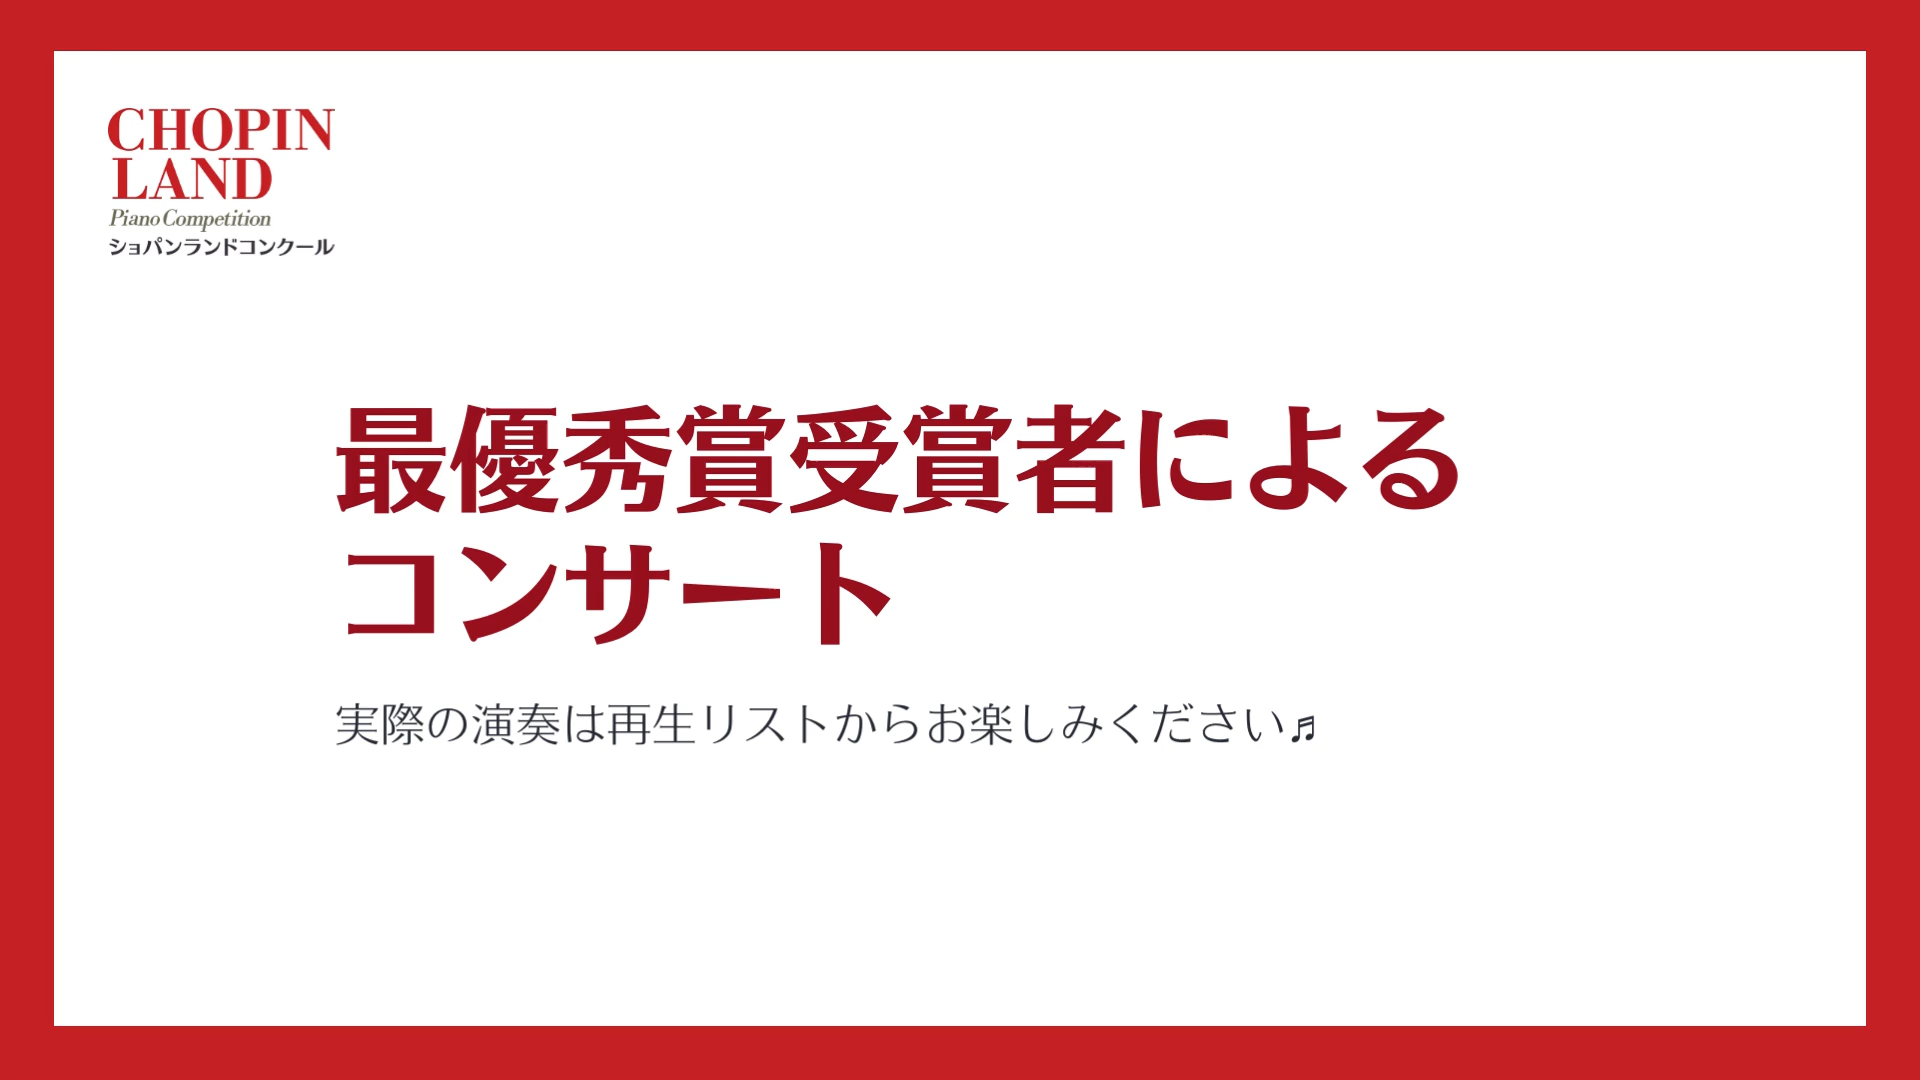 CHOPIN
LAND
Piano Competition
ショパンランドコンクール
最優秀賞受賞者による
コンサート
実際の演奏は再生リストからお楽しみください♬